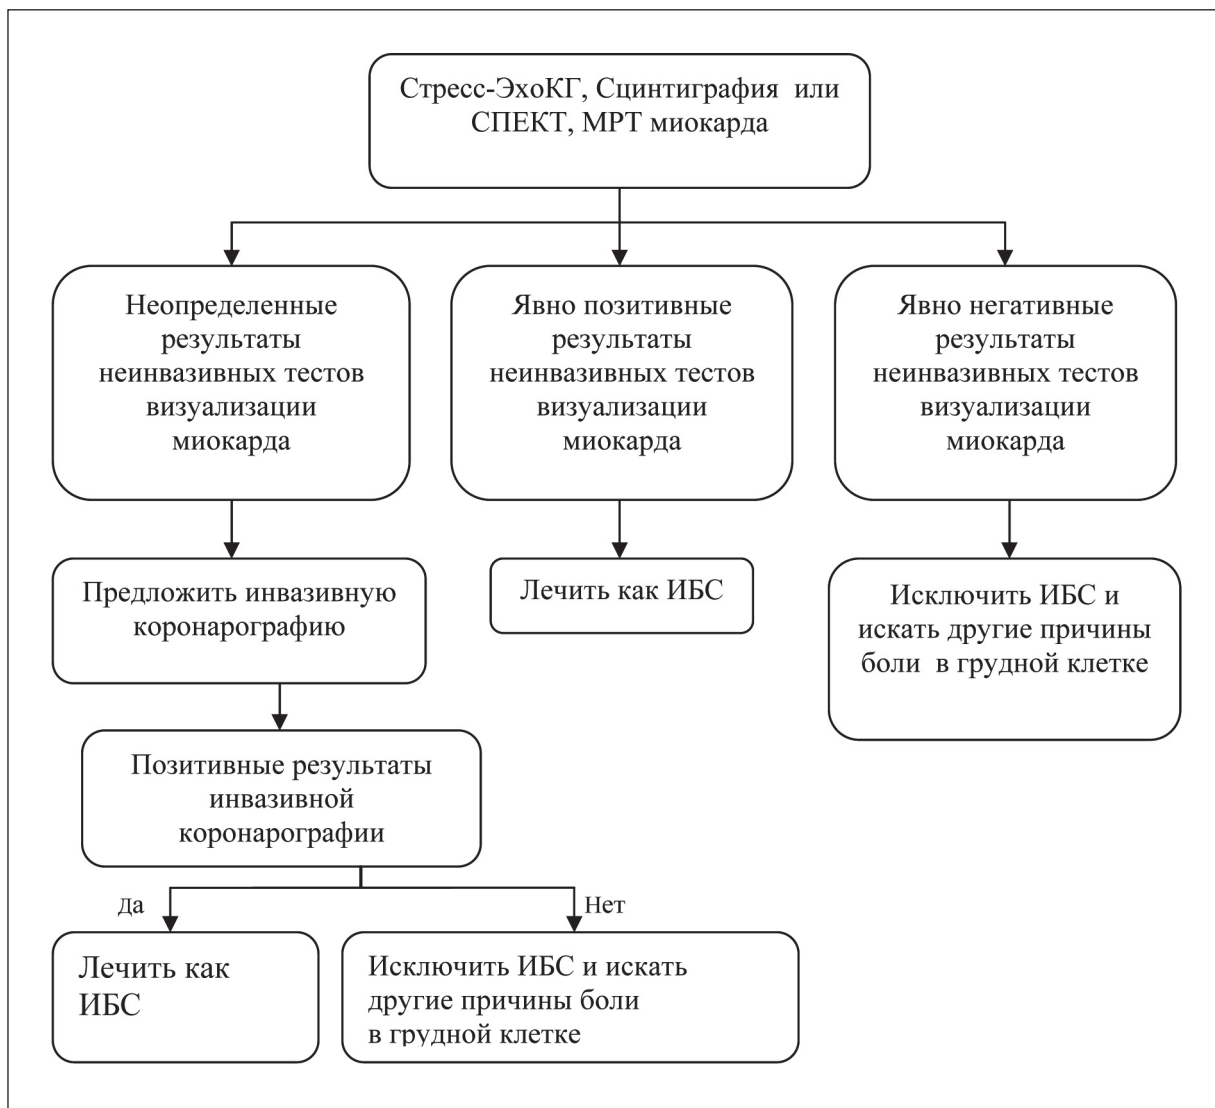 Стресс-ЭхоКГ, Сцинтиграфия или
СПЕКТ, МРТ миокарда
Неопределенные
результаты
неинвазивных тестов
визуализации
миокарда
Явно позитивные
результаты
неинвазивных тестов
визуализации
миокарда
Явно негативные
результаты
неинвазивных тестов
визуализации
миокарда
Предложить инвазивную
коронарографию
Лечить как ИБС
Исключить ИБС и
искать другие причины
боли в грудной клетке
Позитивные результаты
инвазивной
коронарографии
Да
Нет
Лечить как
ИБС
Исключить ИБС и искать
другие причины боли
в грудной клетке